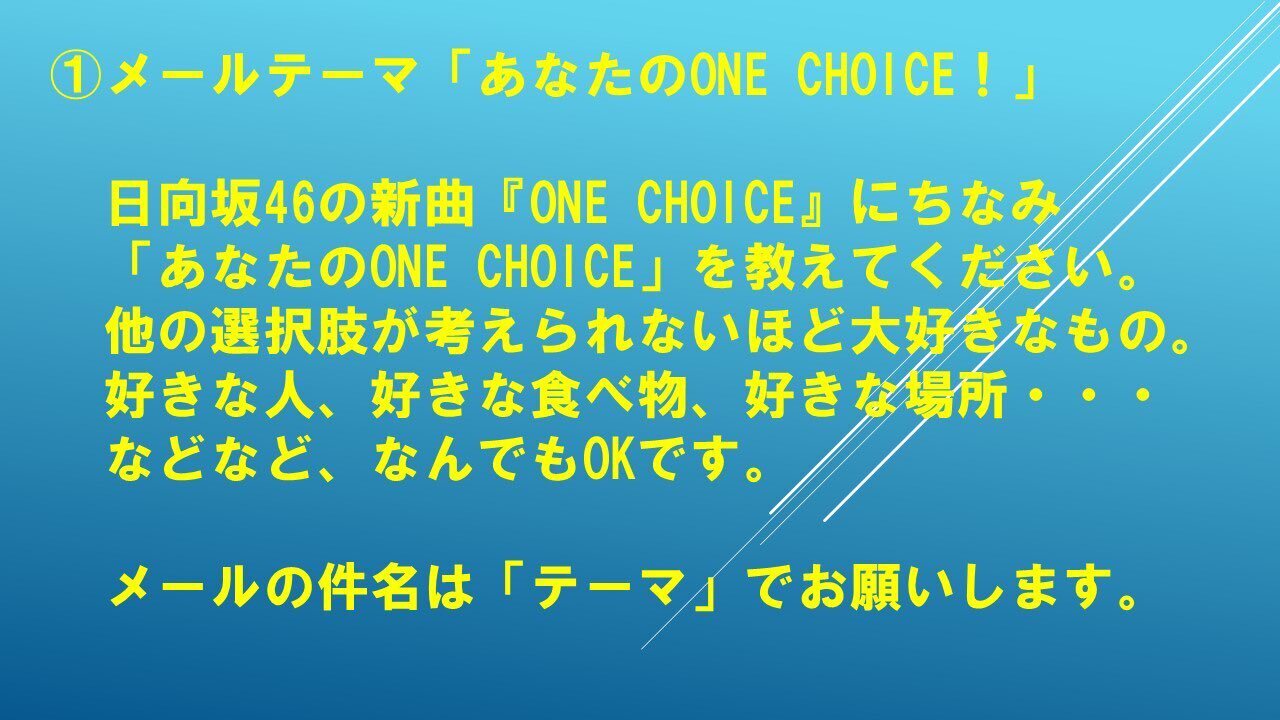 ①メールテーマ「あなたのONE CHOICE！」
日向坂46の新曲『ONE CHOICE』にちなみ
「あなたのONE CHOICE」を教えてください。
他の選択肢が考えられないほど大好きなもの。
好きな人、好きな食べ物、好きな場所・・・
などなど、なんでもOKです。
メールの件名は「テーマ」でお願いします。